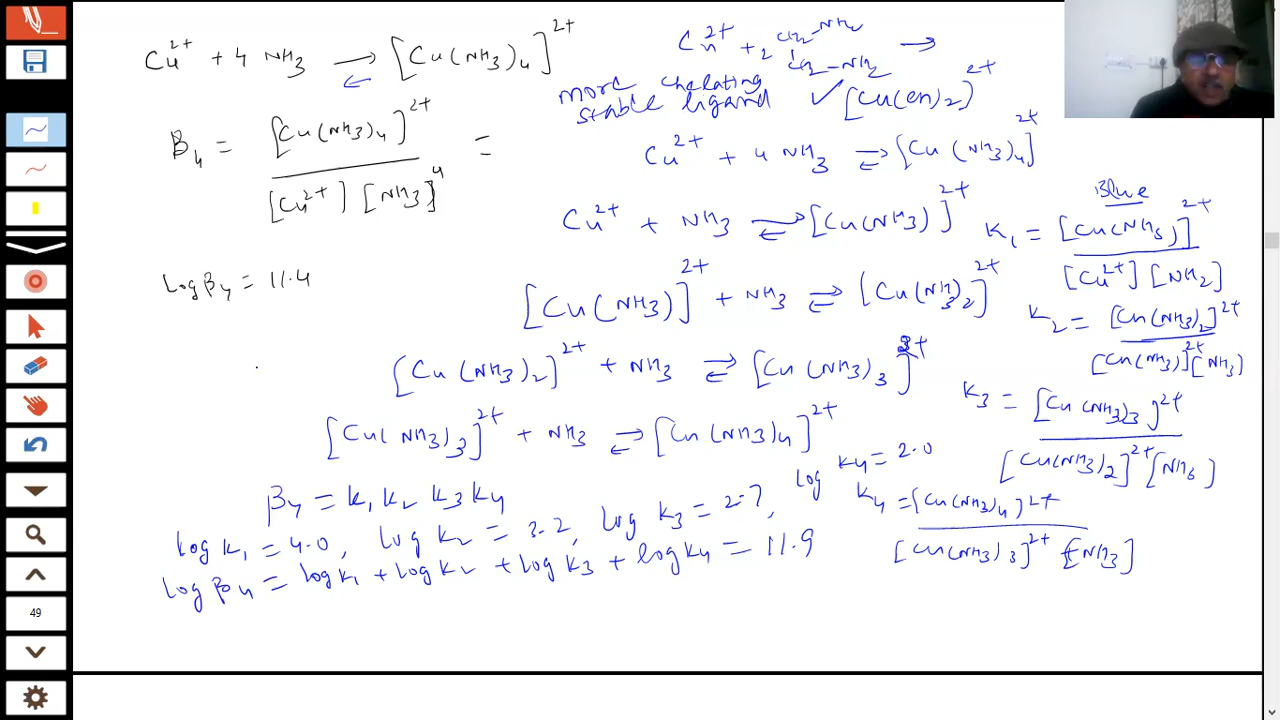 Cu²⁺ + 4 NH₃ ⇌ [Cu(NH₃)₄]²⁺
β₄ = [Cu(NH₃)₄]²⁺ / [Cu²⁺] [NH₃]⁴ =
log β₄ = 11.4
Cu²⁺ + 2 CH₂-NH₂ | CH₂-NH₂ →
more chelating
stable ligand ✓ [Cu(en)₂]²⁺
Cu²⁺ + 4 NH₃ ⇌ [Cu (NH₃)₄]²⁺
Blue
Cu²⁺ + NH₃ ⇌ [Cu(NH₃)]²⁺ K₁ = [Cu(NH₃)]²⁺ / [Cu²⁺] [NH₂]
[Cu(NH₃)]²⁺ + NH₃ ⇌ [Cu(NH₃)₂]²⁺ K₂ = [Cu(NH₃)₂]²⁺ / [Cu(NH₃)]²⁺ [NH₃)
[Cu (NH₃)₂]²⁺ + NH₃ ⇌ [Cu (NH₃)₃]²⁺ K₃ = [Cu (NH₃)₃]²⁺ / [Cu(NH₃)₂]²⁺ [NH₃]
[Cu(NH₃)₃]²⁺ + NH₃ ⇌ [Cu (NH₃)₄]²⁺
β₄ = K₁ K₂ K₃ K₄ K₄ = [Cu(NH₃)₄]²⁺ / [Cu(NH₃)₃]²⁺ [NH₃]
log K₁ = 4.0, log K₂ = 3.2, log K₃ = 2.7, log K₄ = 2.0
log β₄ = log K₁ + log K₂ + log K₃ + log K₄ = 11.9
49